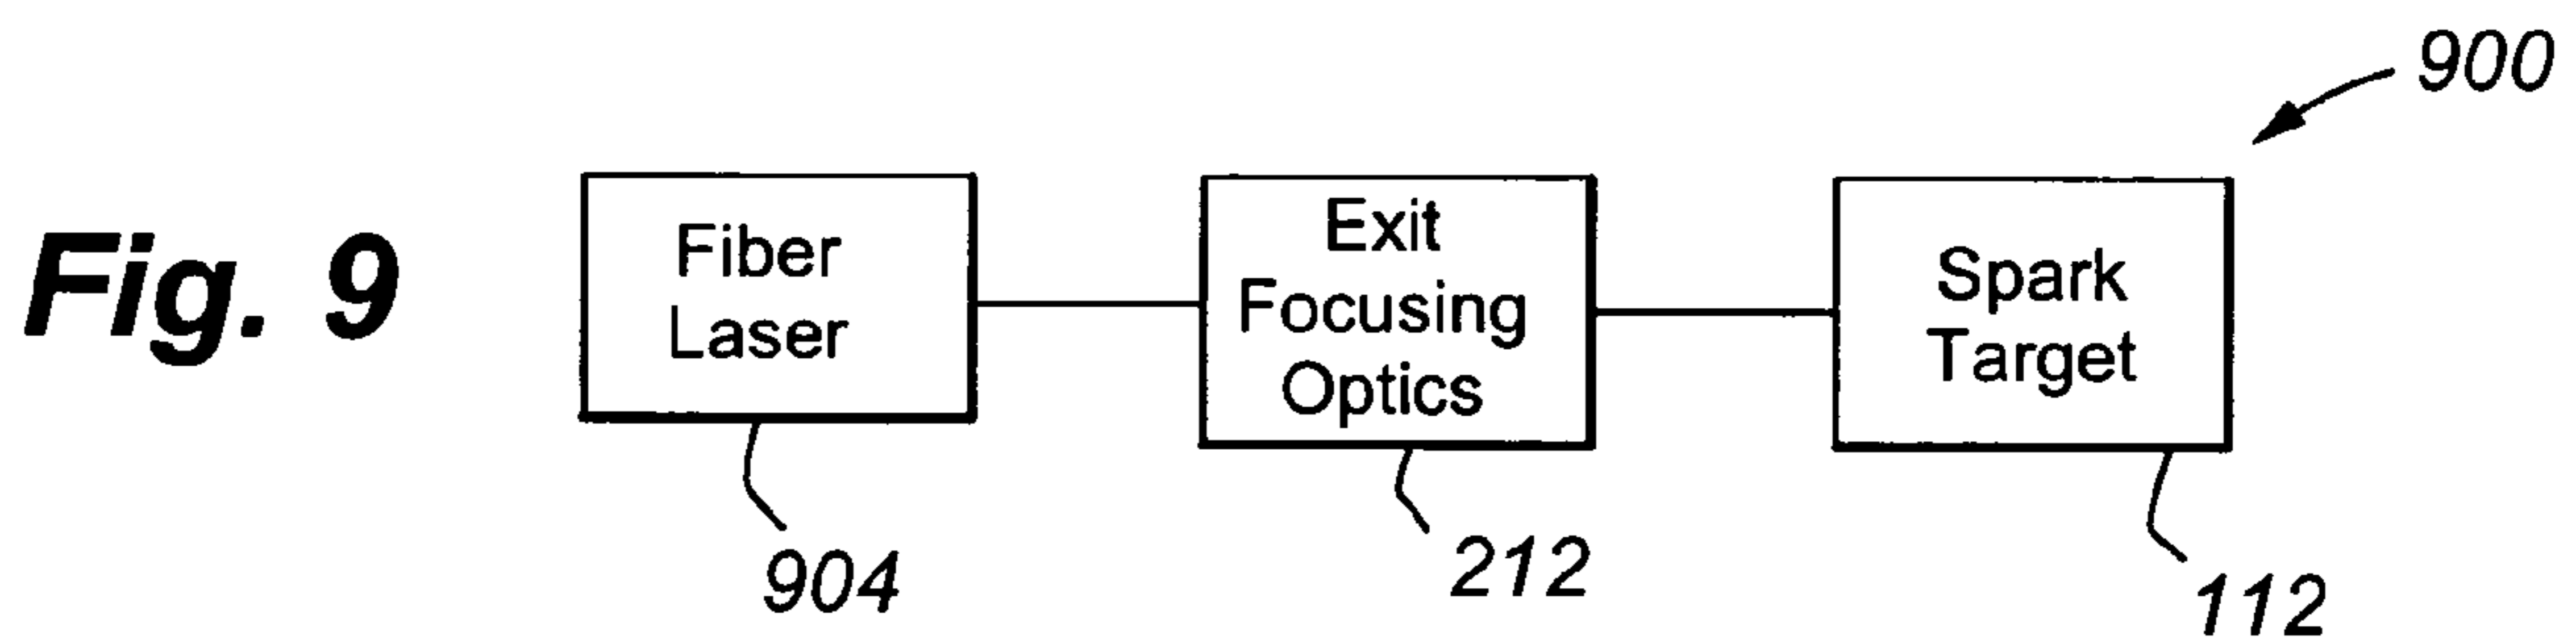 900
Fig. 9
Fiber
Laser
Exit
Focusing
Optics
Spark
Target
904
212
112